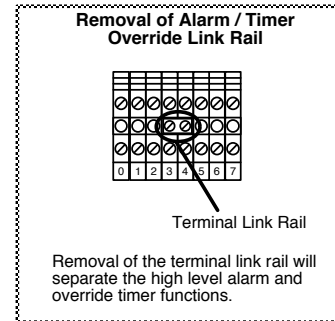 Removal of Alarm / Timer
Override Link Rail
0 1 2 3 4 5 6 7
Terminal Link Rail
Removal of the terminal link rail will
separate the high level alarm and
override timer functions.